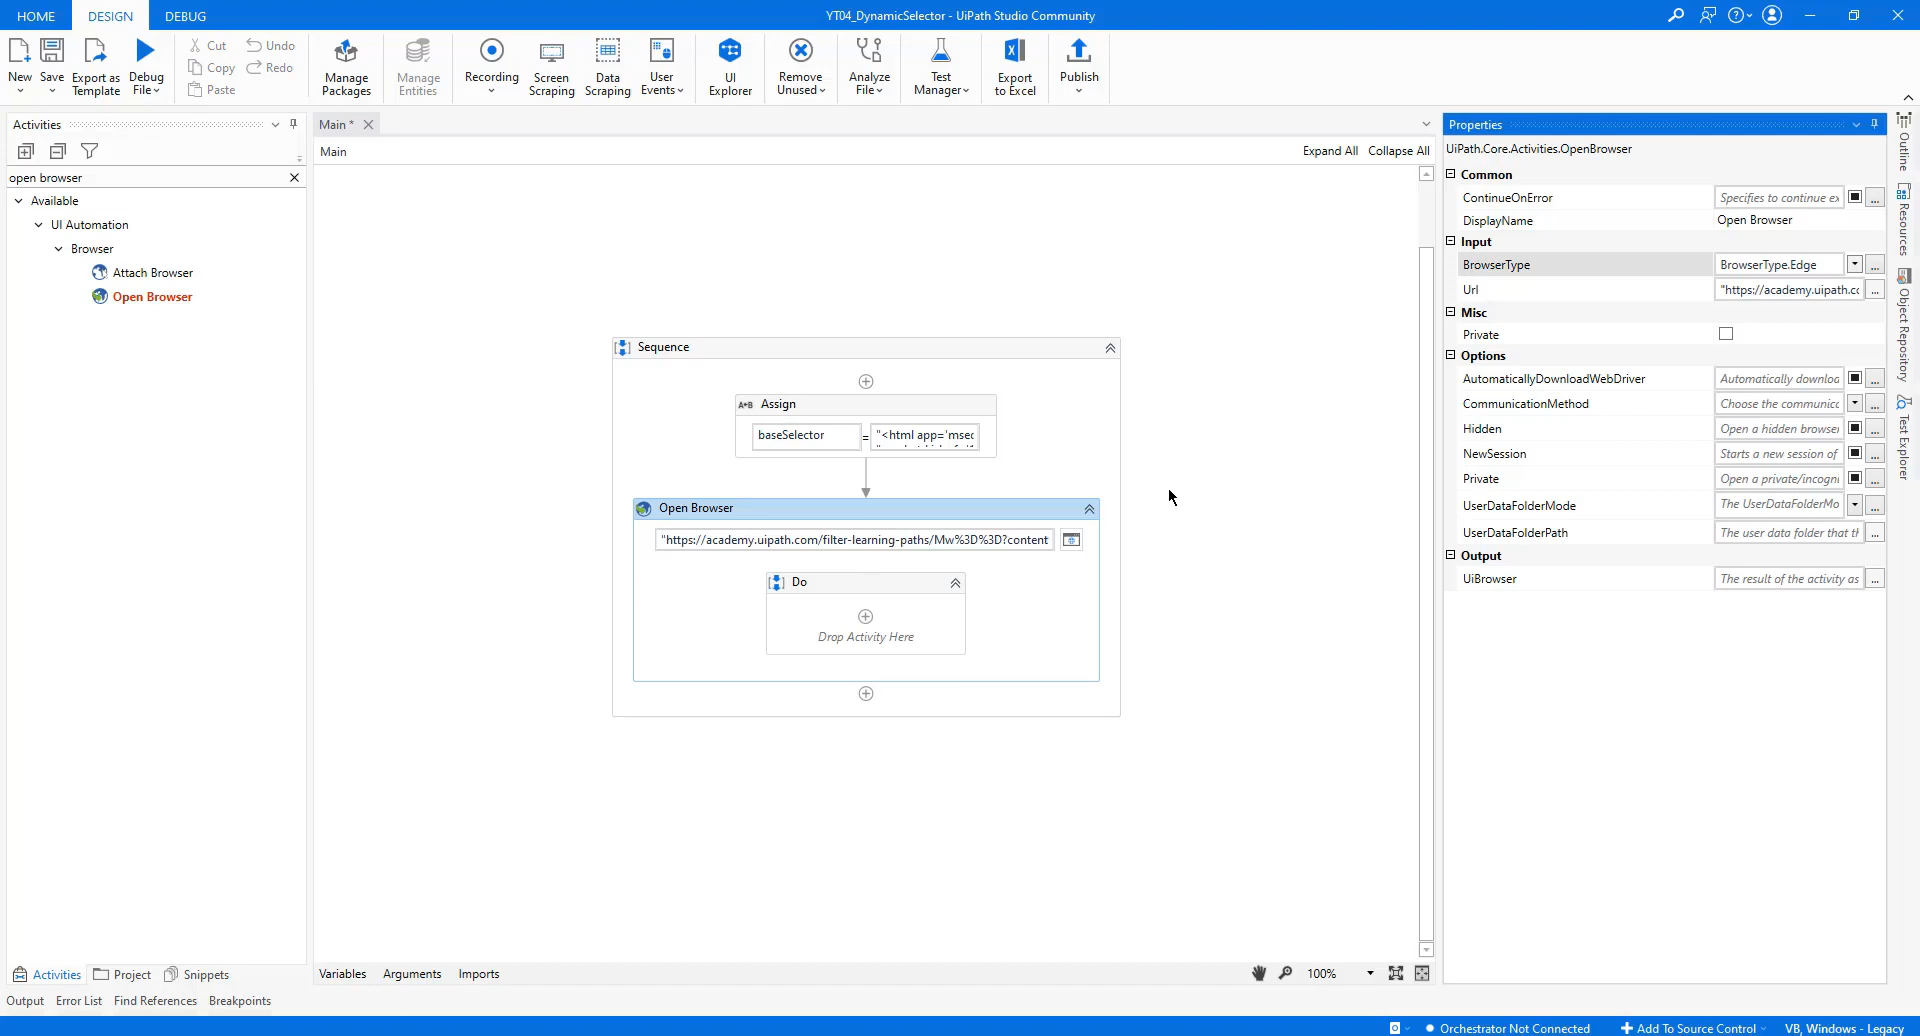 HOME DESIGN DEBUG
YT04_DynamicSelector - UiPath Studio Community
New
Save
Export as Template
Debug File
Cut
Copy
Paste
Undo
Redo
Manage Packages
Manage Entities
Recording
Screen Scraping
Data Scraping
User Events
UI Explorer
Remove Unused
Analyze File
Test Manager
Export to Excel
Publish
Activities
open browser
Available
UI Automation
Browser
Attach Browser
Open Browser
Main *
Main
Expand All Collapse All
Sequence
A+B Assign
baseSelector = "<html app='msec
Open Browser
"https://academy.uipath.com/filter-learning-paths/Mw%3D%3D?content
Do
Drop Activity Here
Properties
UiPath.Core.Activities.OpenBrowser
Common
ContinueOnError Specifies to continue ex
DisplayName Open Browser
Input
BrowserType BrowserType.Edge
Url "https://academy.uipath.cc
Misc
Private
Options
AutomaticallyDownloadWebDriver Automatically downloa
CommunicationMethod Choose the communicc
Hidden Open a hidden browser
NewSession Starts a new session of
Private Open a private/incogni
UserDataFolderMode The UserDataFolderMo
UserDataFolderPath The user data folder that th
Output
UiBrowser The result of the activity as
Outline
Resources
Object Repository
Test Explorer
Activities Project Snippets
Variables Arguments Imports
100%
Output Error List Find References Breakpoints
Orchestrator Not Connected
Add To Source Control
VB, Windows - Legacy